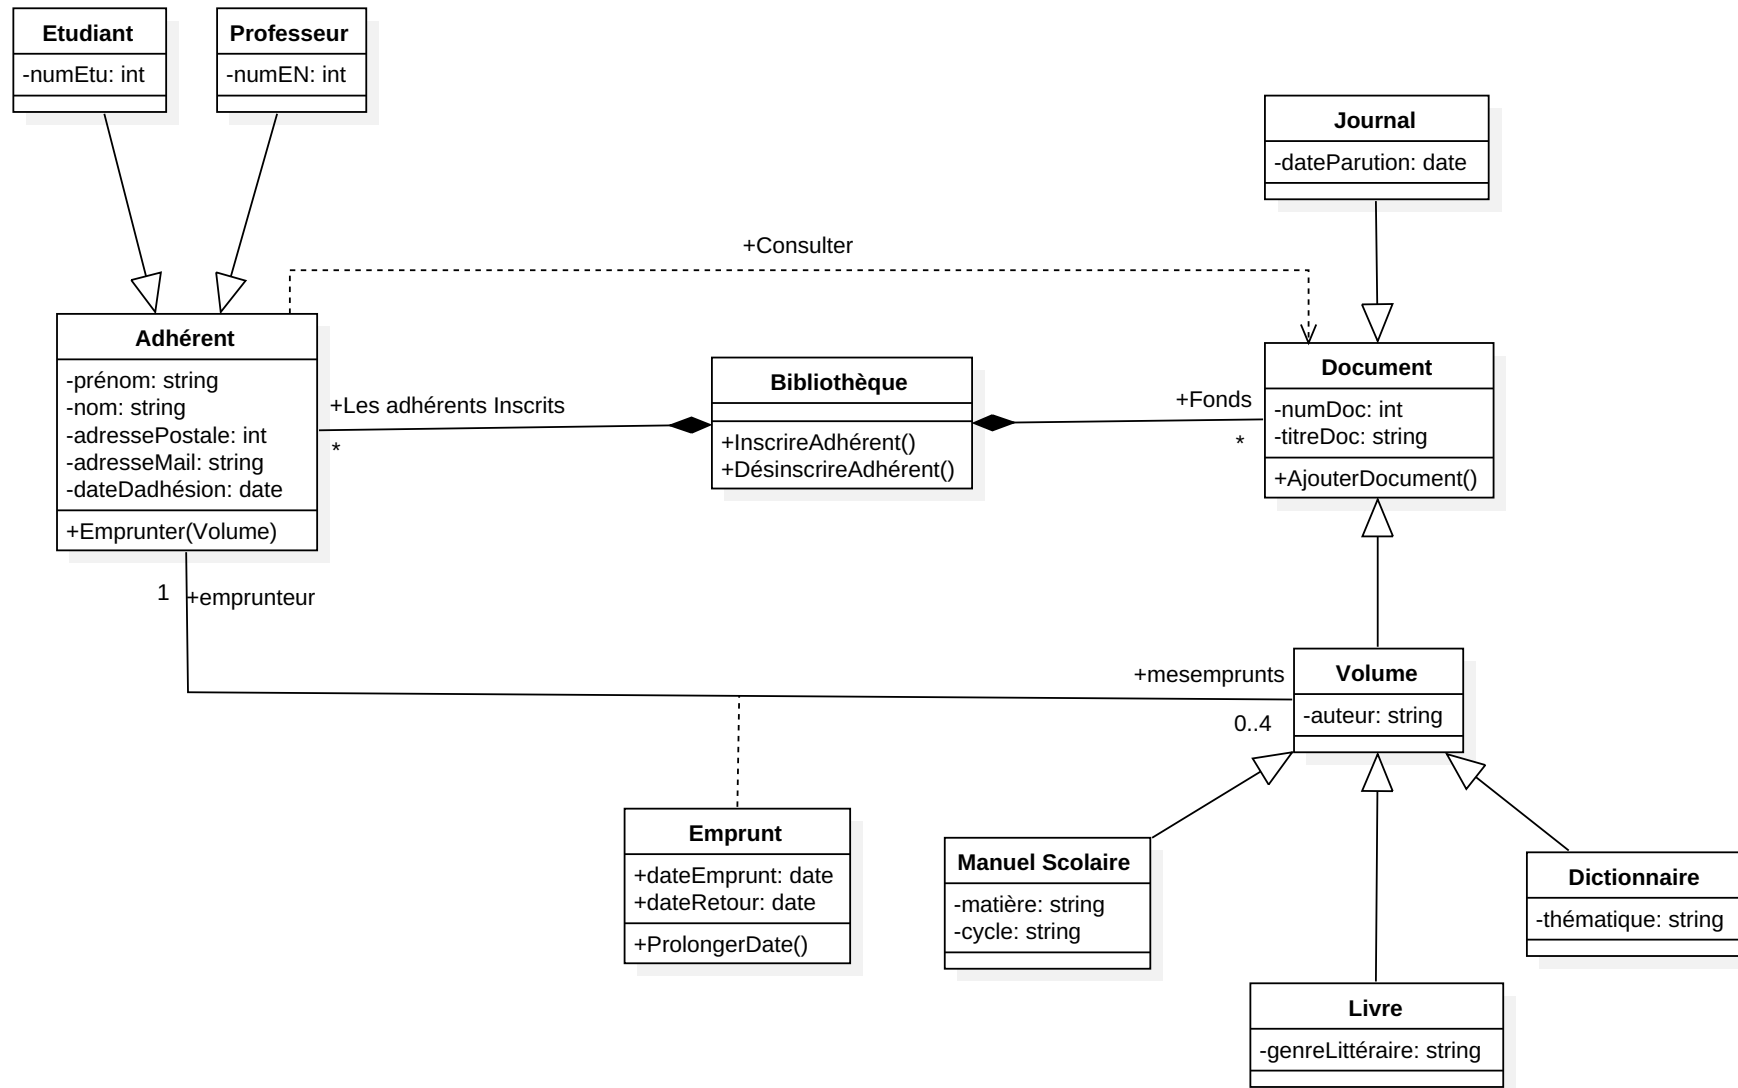 Etudiant
-numEtu: int
Professeur
-numEN: int
Journal
-dateParution: date
+Consulter
Adhérent
-prénom: string
-nom: string
-adressePostale: int
-adresseMail: string
-dateDadhésion: date
+Emprunter(Volume)
+Les adhérents Inscrits
*
Bibliothèque
+InscrireAdhérent()
+DésinscrireAdhérent()
+Fonds
*
Document
-numDoc: int
-titreDoc: string
+AjouterDocument()
1
+emprunteur
+mesemprunts
0..4
Volume
-auteur: string
Emprunt
+dateEmprunt: date
+dateRetour: date
+ProlongerDate()
Manuel Scolaire
-matière: string
-cycle: string
Dictionnaire
-thématique: string
Livre
-genreLittéraire: string